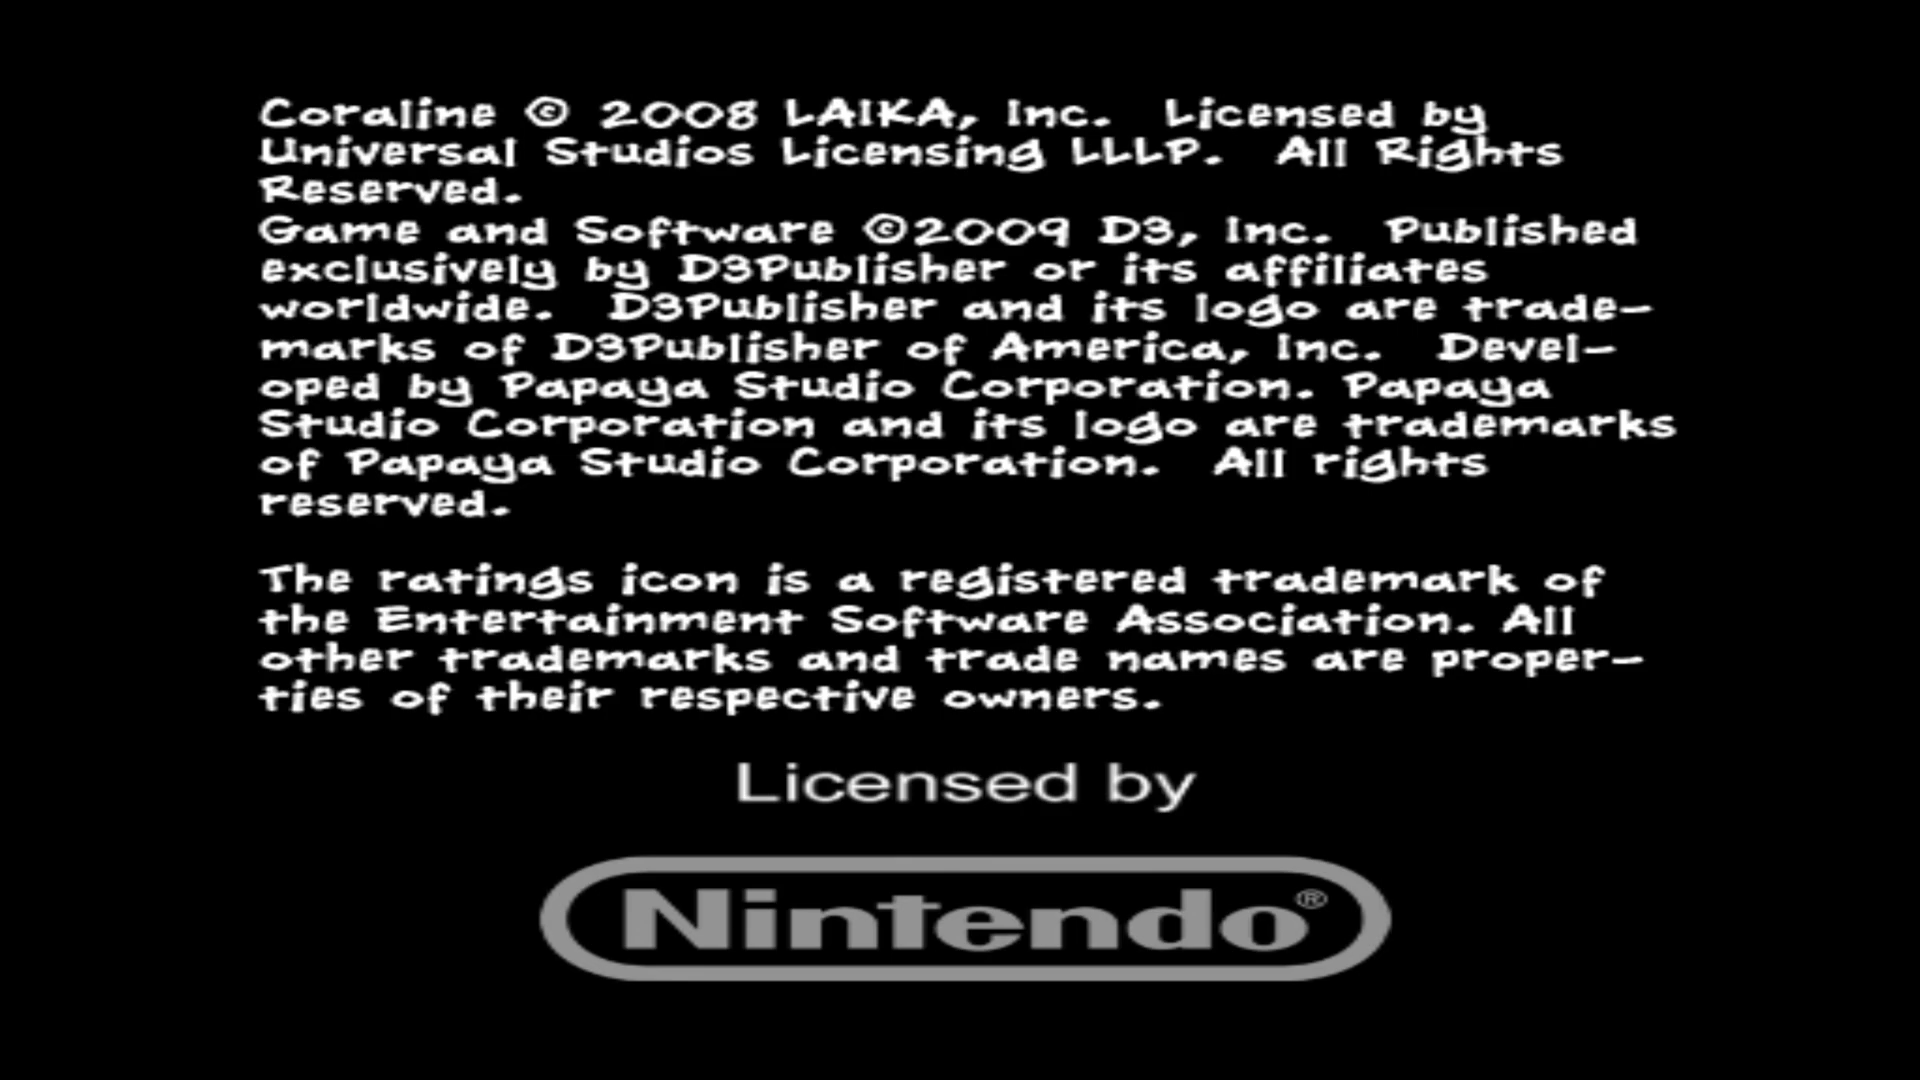 Coraline © 2008 LAIKA, Inc.  Licensed by
Universal Studios Licensing LLLP.  All Rights
Reserved.
Game and Software ©2009 D3, Inc.  Published
exclusively by D3Publisher or its affiliates
worldwide.  D3Publisher and its logo are trade-
marks of D3Publisher of America, Inc.  Devel-
oped by Papaya Studio Corporation. Papaya
Studio Corporation and its logo are trademarks
of Papaya Studio Corporation.  All rights
reserved.
The ratings icon is a registered trademark of
the Entertainment Software Association. All
other trademarks and trade names are proper-
ties of their respective owners.
Licensed by
Nintendo®